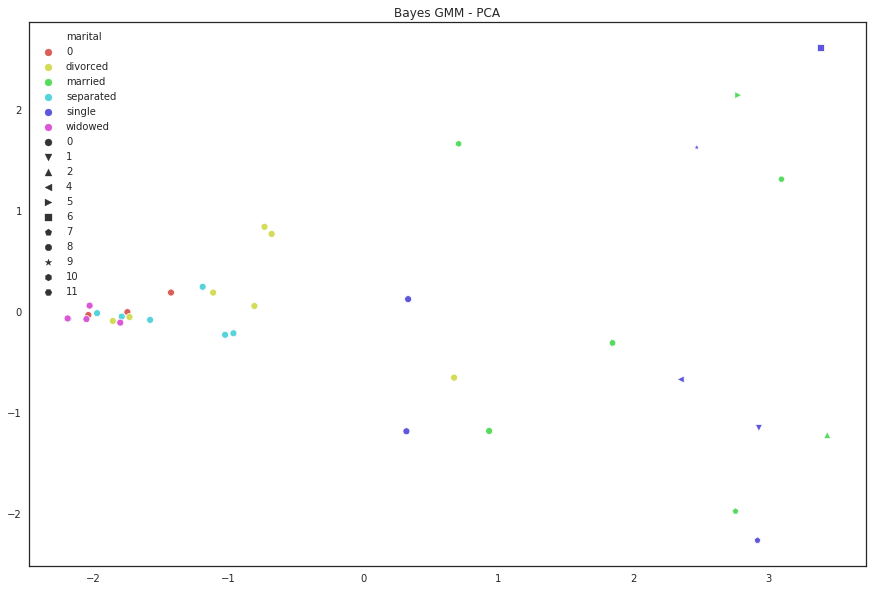 Bayes GMM - PCA
marital
0
divorced
married
separated
single
widowed
0
1
2
4
5
6
7
8
9
10
11
2
1
0
−1
−2
−2 −1 0 1 2 3